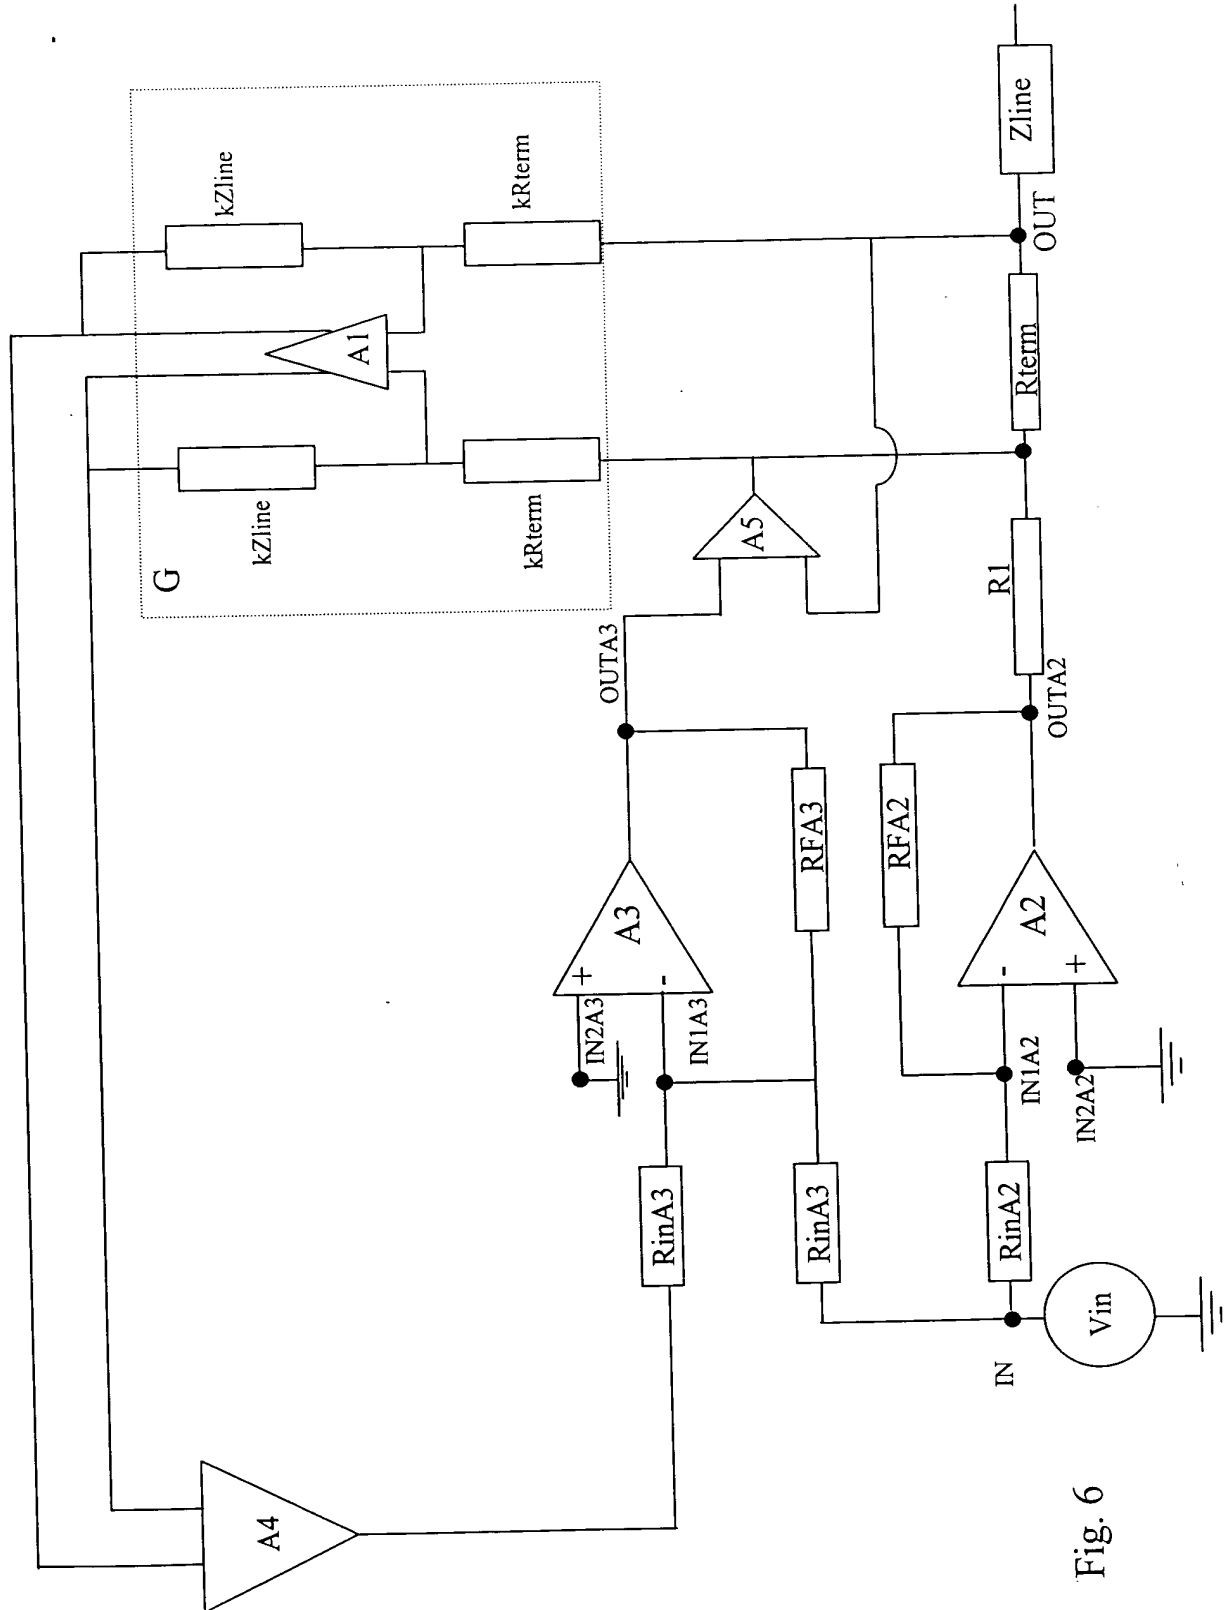 G
kZline
kZline
A1
kRterm
kRterm
A4
OUTA3
A5
A3
+
-
IN2A3
IN1A3
RinA3
RFA3
RinA3
RFA2
A2
-
+
IN1A2
IN2A2
RinA2
OUTA2
R1
Rterm
OUT
Zline
Vin
IN
Fig. 6